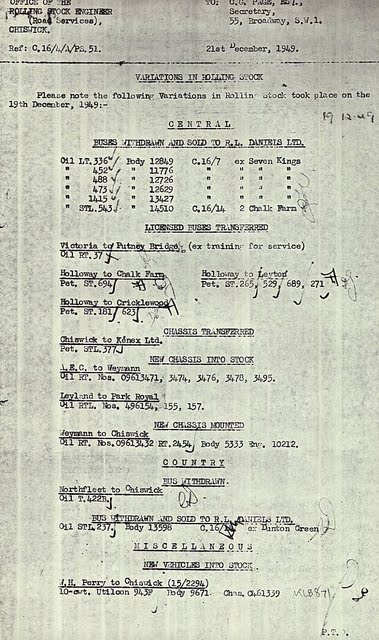 OFFICE OF THE
ROLLING STOCK ENGINEER
(Road Services),
CHISWICK.
TO: C.G. PAGE, ESQ.,
Secretary,
55, Broadway, S.W.1.
Ref: C.16/4/A/PS.51.
21st December, 1949.
VARIATIONS IN ROLLING STOCK
Please note the following Variations in Rolling Stock took place on the
19th December, 1949:-
19 12 49
CENTRAL
BUSES WITHDRAWN AND SOLD TO R.L. DANIELS LTD.
Oil LT.336 Body 12849 C.16/7 ex Seven Kings
" 452 " 11776 " " "
" 488 " 12726 " " "
" 473 " 12629 " " "
" 1415 " 13427 " " "
" STL.543 " 14510 C.16/14 2 Chalk Farm
LICENSED BUSES TRANSFERRED
Victoria to Putney Bridge, (ex training for service)
Oil RT.37
Holloway to Chalk Farm
Pet. ST.694
Holloway to Leyton
Pet. ST.265, 529, 689, 271
Holloway to Cricklewood
Pet. ST.181, 623
CHASSIS TRANSFERRED
Chiswick to Kenex Ltd.
Pet. STL.377
NEW CHASSIS INTO STOCK
A.E.C. to Weymann
Oil RT. Nos. 09613471, 3474, 3476, 3478, 3495.
Leyland to Park Royal
Oil RTL. Nos. 496154, 155, 157.
NEW CHASSIS MOUNTED
Weymann to Chiswick
Oil RT. Nos. 09613432 RT.2454, Body 5333 Eng. 10212.
COUNTRY
BUS WITHDRAWN.
Northfleet to Chiswick
Oil T.422B
BUS WITHDRAWN AND SOLD TO R.L. DANIELS LTD.
Oil STL.237, Body 13598 C.16/ ex Dunton Green
MISCELLANEOUS
NEW VEHICLES INTO STOCK
W.H. Perry to Chiswick (15/2294)
10-cwt. Utilcon 943F Body 9671. Chas. C461339
P.T.O.